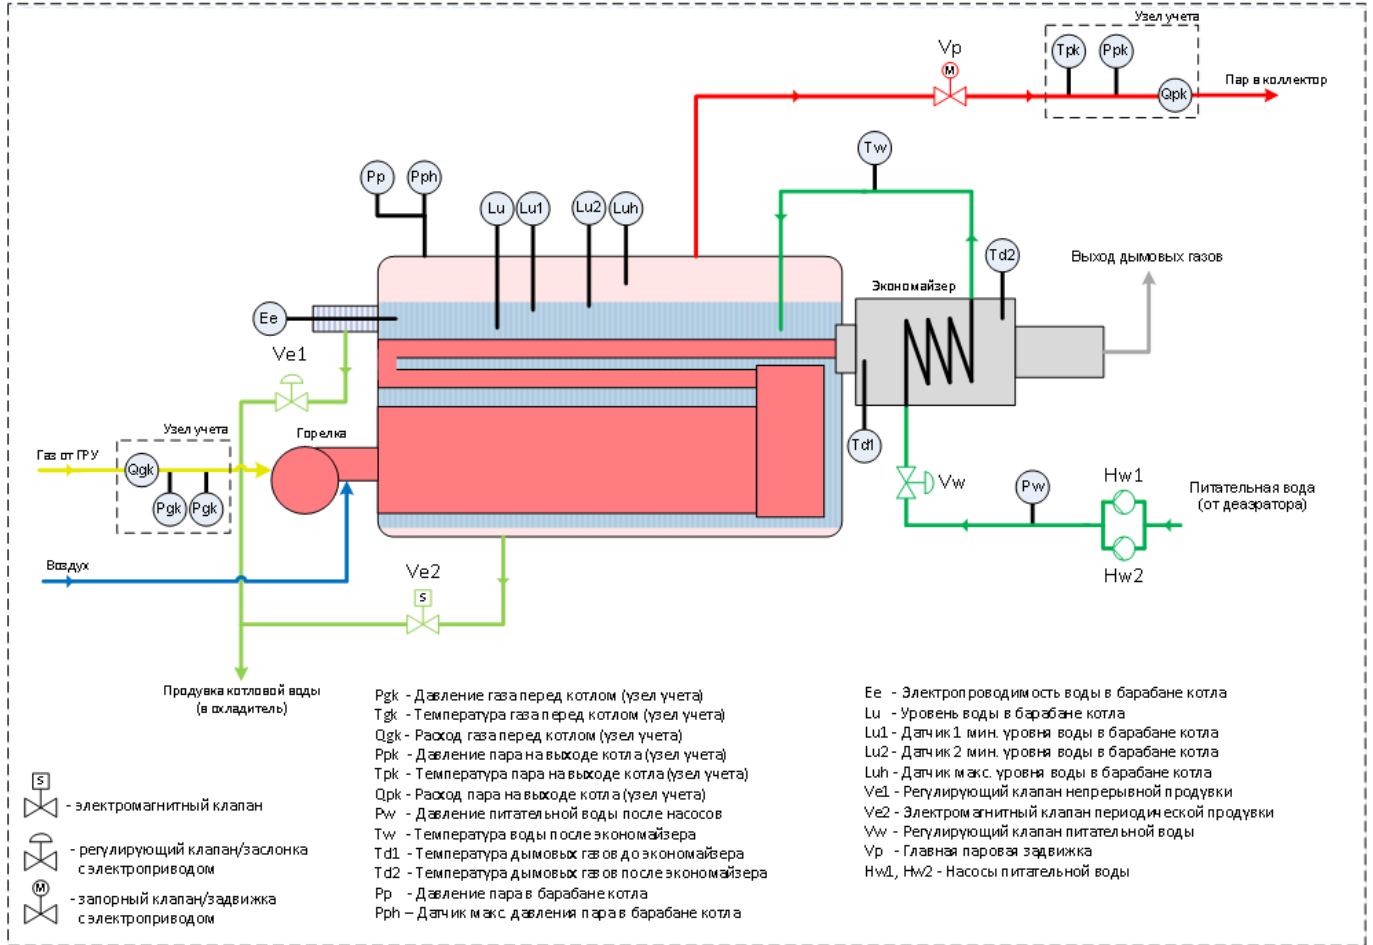 Узел учета
Vp
M
Tpk
Ppk
Qpk
Пар в коллектор
Tw
Pp
Pph
Lu
Lu1
Lu2
Luh
Td2
Выход дымовых газов
Экономайзер
Ee
Ve1
Узел учета
Горелка
Газ от ГРУ
Qgk
Pgk
Pgk
Td1
Vw
Pw
Hw1
Питательная вода
(от деаэратора)
Hw2
Воздух
Ve2
S
Продувка котловой воды
(в охладитель)
Pgk - Давление газа перед котлом (узел учета)
Tgk - Температура газа перед котлом (узел учета)
Qgk - Расход газа перед котлом (узел учета)
Ppk - Давление пара на выходе котла (узел учета)
Tpk - Температура пара на выходе котла (узел учета)
Qpk - Расход пара на выходе котла (узел учета)
Pw - Давление питательной воды после насосов
Tw - Температура воды после экономайзера
Td1 - Температура дымовых газов до экономайзера
Td2 - Температура дымовых газов после экономайзера
Pp - Давление пара в барабане котла
Pph – Датчик макс. давления пара в барабане котла
Ee - Электропроводимость воды в барабане котла
Lu - Уровень воды в барабане котла
Lu1 - Датчик 1 мин. уровня воды в барабане котла
Lu2 - Датчик 2 мин. уровня воды в барабане котла
Luh - Датчик макс. уровня воды в барабане котла
Ve1 - Регулирующий клапан непрерывной продувки
Ve2 - Электромагнитный клапан периодической продувки
Vw - Регулирующий клапан питательной воды
Vp - Главная паровая задвижка
Hw1, Hw2 - Насосы питательной воды
S
- электромагнитный клапан
- регулирующий клапан/заслонка
с электроприводом
M
- запорный клапан/задвижка
с электроприводом